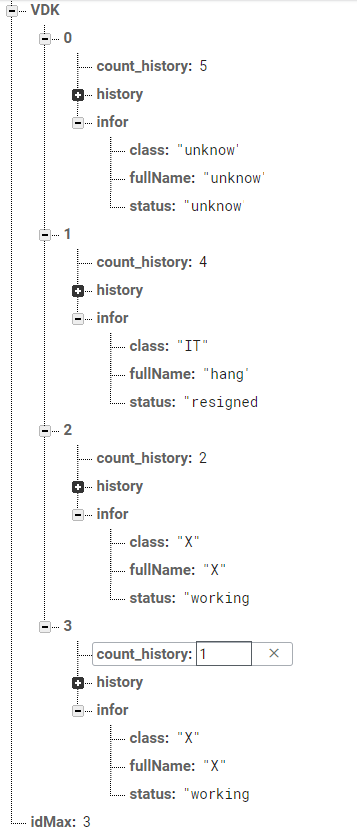 VDK
0
count_history: 5
history
infor
class: "unknow'
fullName: "unknow'
status: "unknow
1
count_history: 4
history
infor
class: "IT"
fullName: "hang'
status: "resigned
2
count_history: 2
history
infor
class: "X"
fullName: "X"
status: "working
3
count_history: 1 ×
history
infor
class: "X"
fullName: "X"
status: "working
idMax: 3